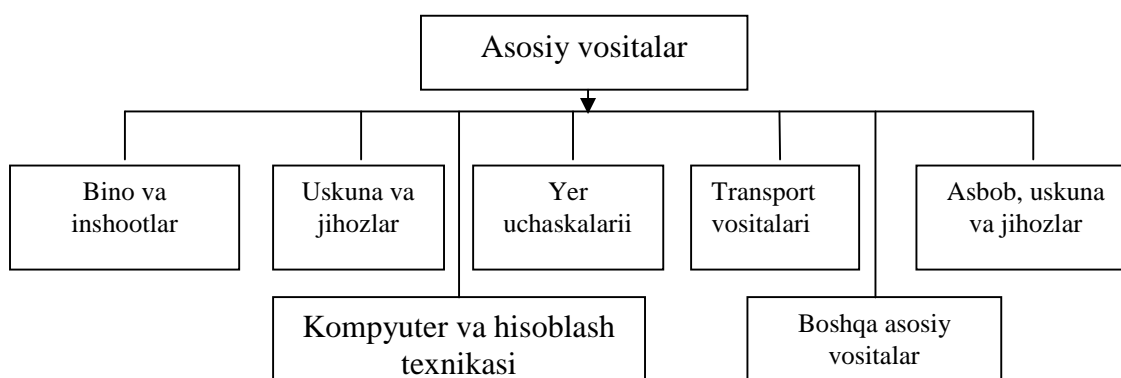 Asosiy vositalar
Bino va
inshootlar
Uskuna va
jihozlar
Yer
uchaskalarii
Transport
vositalari
Asbob, uskuna
va jihozlar
Kompyuter va hisoblash
texnikasi
Boshqa asosiy
vositalar